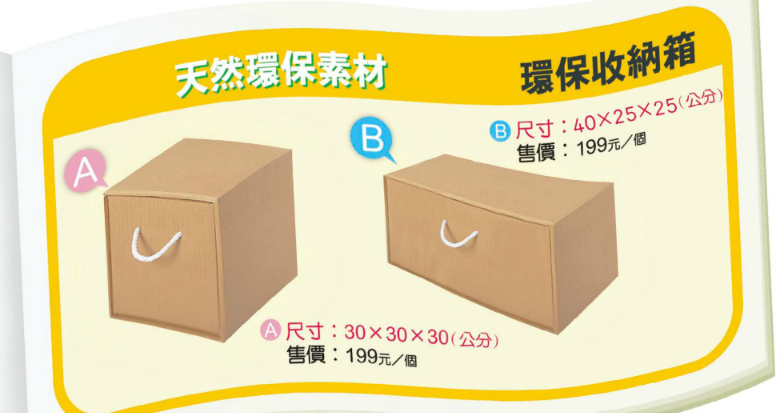 天然環保素材
環保收納箱
A
B
B 尺寸：40×25×25(公分)
售價：199元/個
A 尺寸：30×30×30(公分)
售價：199元/個